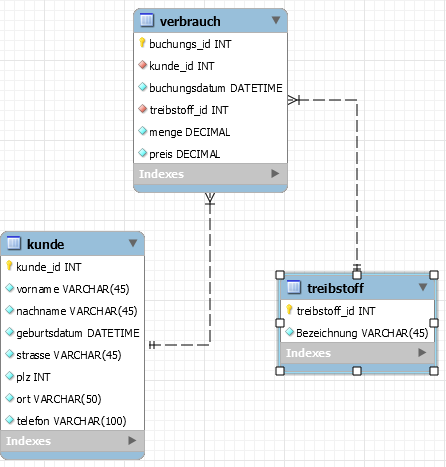 verbrauch
buchungs_id INT
kunde_id INT
buchungsdatum DATETIME
treibstoff_id INT
menge DECIMAL
preis DECIMAL
Indexes
kunde
kunde_id INT
vorname VARCHAR(45)
nachname VARCHAR(45)
geburtsdatum DATETIME
strasse VARCHAR(45)
plz INT
ort VARCHAR(50)
telefon VARCHAR(100)
Indexes
treibstoff
treibstoff_id INT
Bezeichnung VARCHAR(45)
Indexes